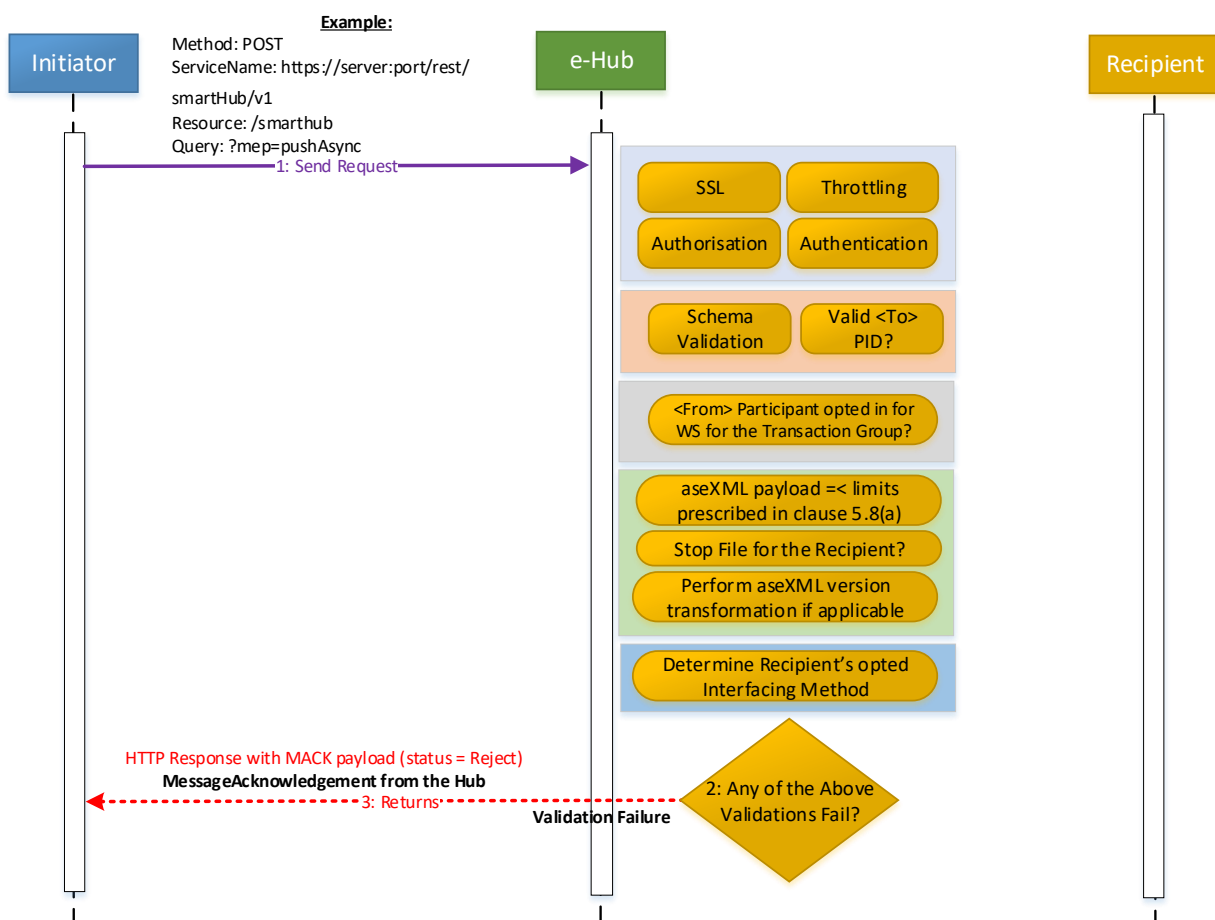 Example:
Initiator
Method: POST
ServiceName: https://server:port/rest/
smartHub/v1
Resource: /smarthub
Query: ?mep=pushAsync
e-Hub
Recipient
1: Send Request
SSL
Throttling
Authorisation
Authentication
Schema
Validation
Valid <To>
PID?
<From> Participant opted in for
WS for the Transaction Group?
aseXML payload =< limits
prescribed in clause 5.8(a)
Stop File for the Recipient?
Perform aseXML version
transformation if applicable
Determine Recipient's opted
Interfacing Method
HTTP Response with MACK payload (status = Reject)
MessageAcknowledgement from the Hub
3: Returns
Validation Failure
2: Any of the Above
Validations Fail?